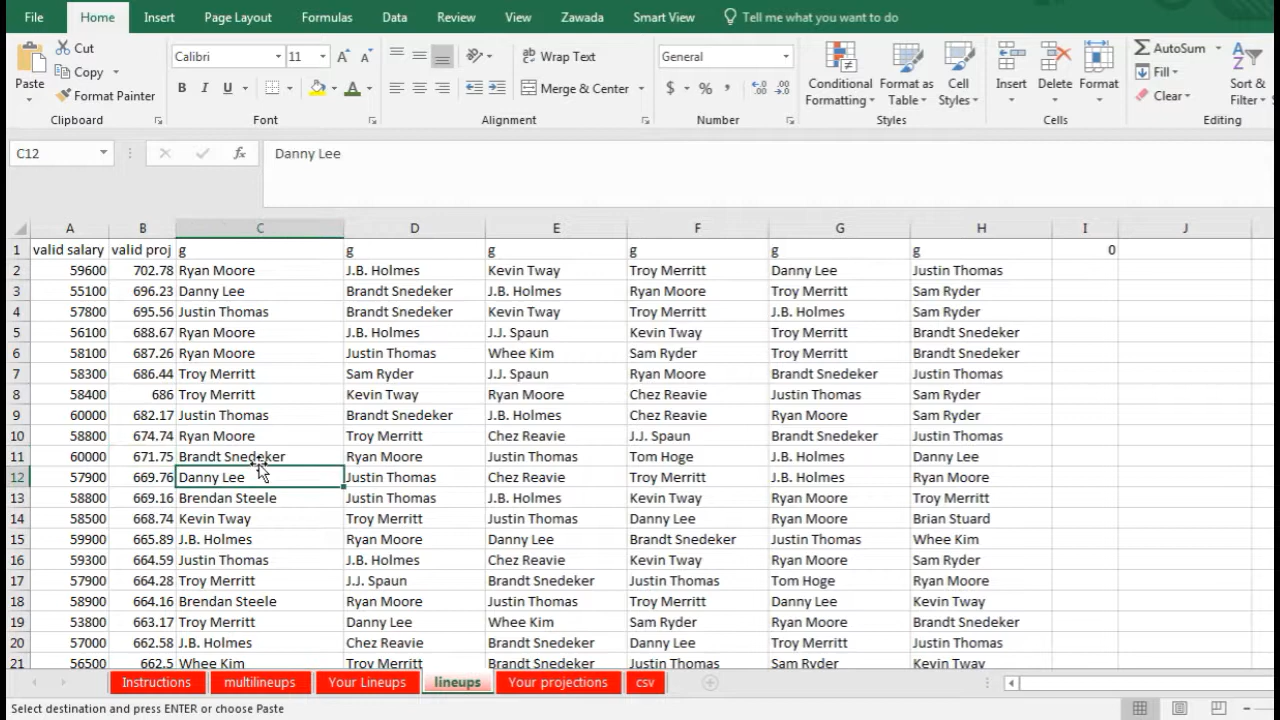 File Home Insert Page Layout Formulas Data Review View Zawada Smart View Tell me what you want to do
Cut
Copy
Format Painter
Paste
Clipboard
Calibri 11
B I U
Font
Wrap Text
Merge & Center
Alignment
General
$ % ,
Number
Conditional Formatting
Format as Table
Cell Styles
Styles
Insert
Delete
Format
Cells
AutoSum
Fill
Clear
Sort & Filter
Editing
C12 fx Danny Lee
A B C D E F G H I J
1 valid salary valid proj g g g g g g 0
2 59600 702.78 Ryan Moore J.B. Holmes Kevin Tway Troy Merritt Danny Lee Justin Thomas
3 55100 696.23 Danny Lee Brandt Snedeker J.B. Holmes Ryan Moore Troy Merritt Sam Ryder
4 57800 695.56 Justin Thomas Brandt Snedeker Kevin Tway Troy Merritt J.B. Holmes Sam Ryder
5 56100 688.67 Ryan Moore J.B. Holmes J.J. Spaun Kevin Tway Troy Merritt Brandt Snedeker
6 58100 687.26 Ryan Moore Justin Thomas Whee Kim Sam Ryder Troy Merritt Brandt Snedeker
7 58300 686.44 Troy Merritt Sam Ryder J.J. Spaun Ryan Moore Brandt Snedeker Justin Thomas
8 58400 686 Troy Merritt Kevin Tway Ryan Moore Chez Reavie Justin Thomas Sam Ryder
9 60000 682.17 Justin Thomas Brandt Snedeker J.B. Holmes Chez Reavie Ryan Moore Sam Ryder
10 58800 674.74 Ryan Moore Troy Merritt Chez Reavie J.J. Spaun Brandt Snedeker Justin Thomas
11 60000 671.75 Brandt Snedeker Ryan Moore Justin Thomas Tom Hoge J.B. Holmes Danny Lee
12 57900 669.76 Danny Lee Justin Thomas Chez Reavie Troy Merritt J.B. Holmes Ryan Moore
13 58800 669.16 Brendan Steele Justin Thomas J.B. Holmes Kevin Tway Ryan Moore Troy Merritt
14 58500 668.74 Kevin Tway Troy Merritt Justin Thomas Danny Lee Ryan Moore Brian Stuard
15 59900 665.89 J.B. Holmes Ryan Moore Danny Lee Brandt Snedeker Justin Thomas Whee Kim
16 59300 664.59 Justin Thomas J.B. Holmes Chez Reavie Kevin Tway Ryan Moore Sam Ryder
17 57900 664.28 Troy Merritt J.J. Spaun Brandt Snedeker Justin Thomas Tom Hoge Ryan Moore
18 58900 664.16 Brendan Steele Ryan Moore Justin Thomas Troy Merritt Danny Lee Kevin Tway
19 53800 663.17 Troy Merritt Danny Lee Whee Kim Sam Ryder Ryan Moore Brandt Snedeker
20 57000 662.58 J.B. Holmes Chez Reavie Brandt Snedeker Danny Lee Troy Merritt Justin Thomas
21 56500 662.5 Whee Kim Troy Merritt Brandt Snedeker Justin Thomas Sam Ryder Kevin Tway
Instructions multilineups Your Lineups lineups Your projections csv
Select destination and press ENTER or choose Paste